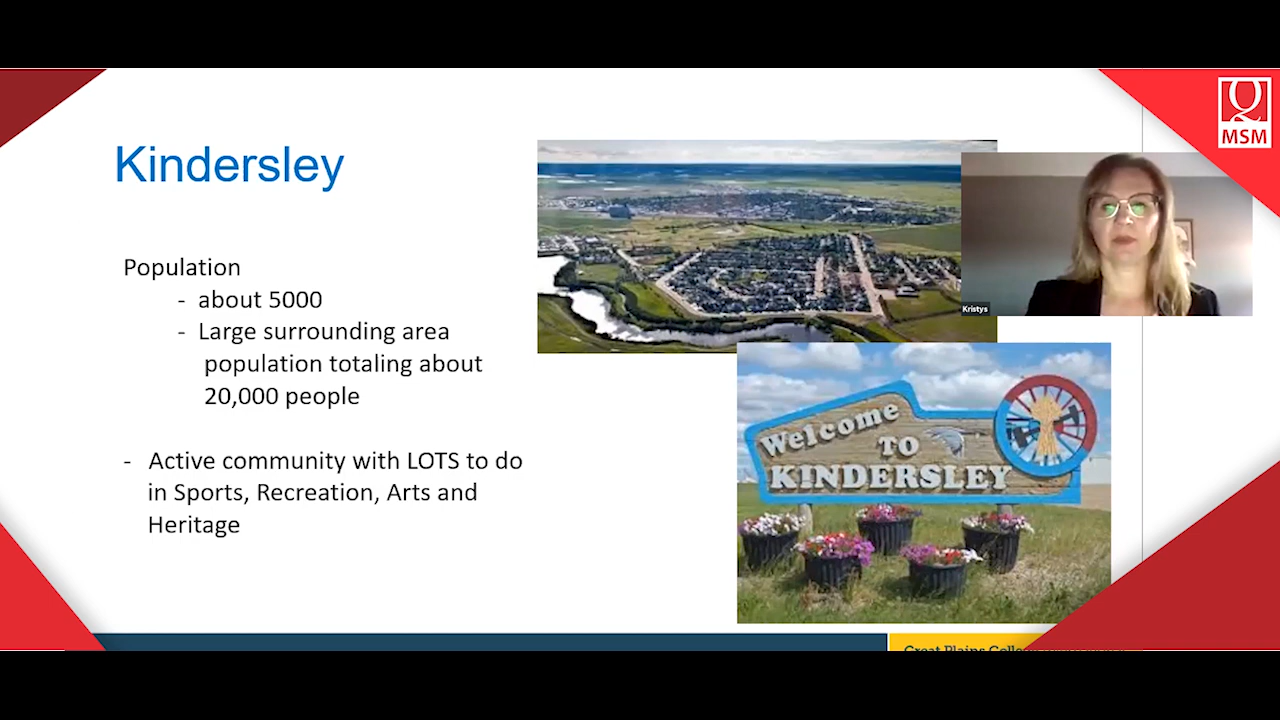 Kindersley
Population
- about 5000
- Large surrounding area
population totaling about
20,000 people
- Active community with LOTS to do
in Sports, Recreation, Arts and
Heritage
Q
MSM
Kristys
Welcome
TO
KINDERSLEY
Great Plains